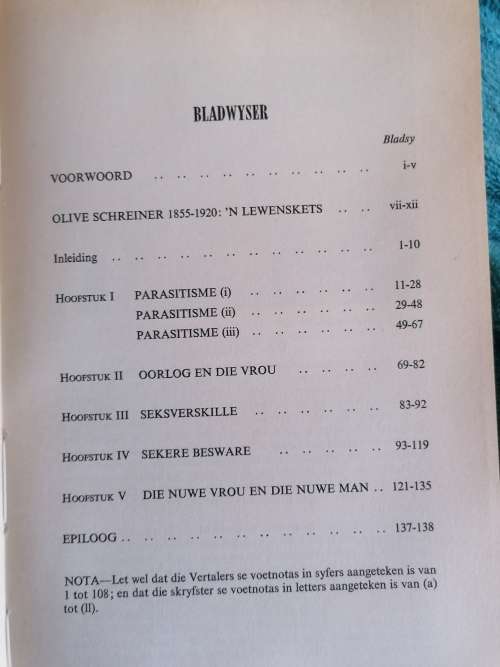 BLADWYSER
Bladsy
VOORWOORD .. .. .. .. .. .. .. .. .. .. i-v
OLIVE SCHREINER 1855-1920: 'N LEWENSKETS .. .. vii-xii
Inleiding .. .. .. .. .. .. .. .. .. .. .. .. 1-10
HOOFSTUK I PARASITISME (i) .. .. .. .. .. .. 11-28
PARASITISME (ii) .. .. .. .. .. .. 29-48
PARASITISME (iii) .. .. .. .. .. .. 49-67
HOOFSTUK II OORLOG EN DIE VROU .. .. .. .. 69-82
HOOFSTUK III SEKSVERSKILLE .. .. .. .. .. .. 83-92
HOOFSTUK IV SEKERE BESWARE .. .. .. .. .. 93-119
HOOFSTUK V DIE NUWE VROU EN DIE NUWE MAN .. 121-135
EPILOOG .. .. .. .. .. .. .. .. .. .. .. .. 137-138
NOTA—Let wel dat die Vertalers se voetnotas in syfers aangeteken is van
1 tot 108; en dat die skryfster se voetnotas in letters aangeteken is van (a)
tot (ll).